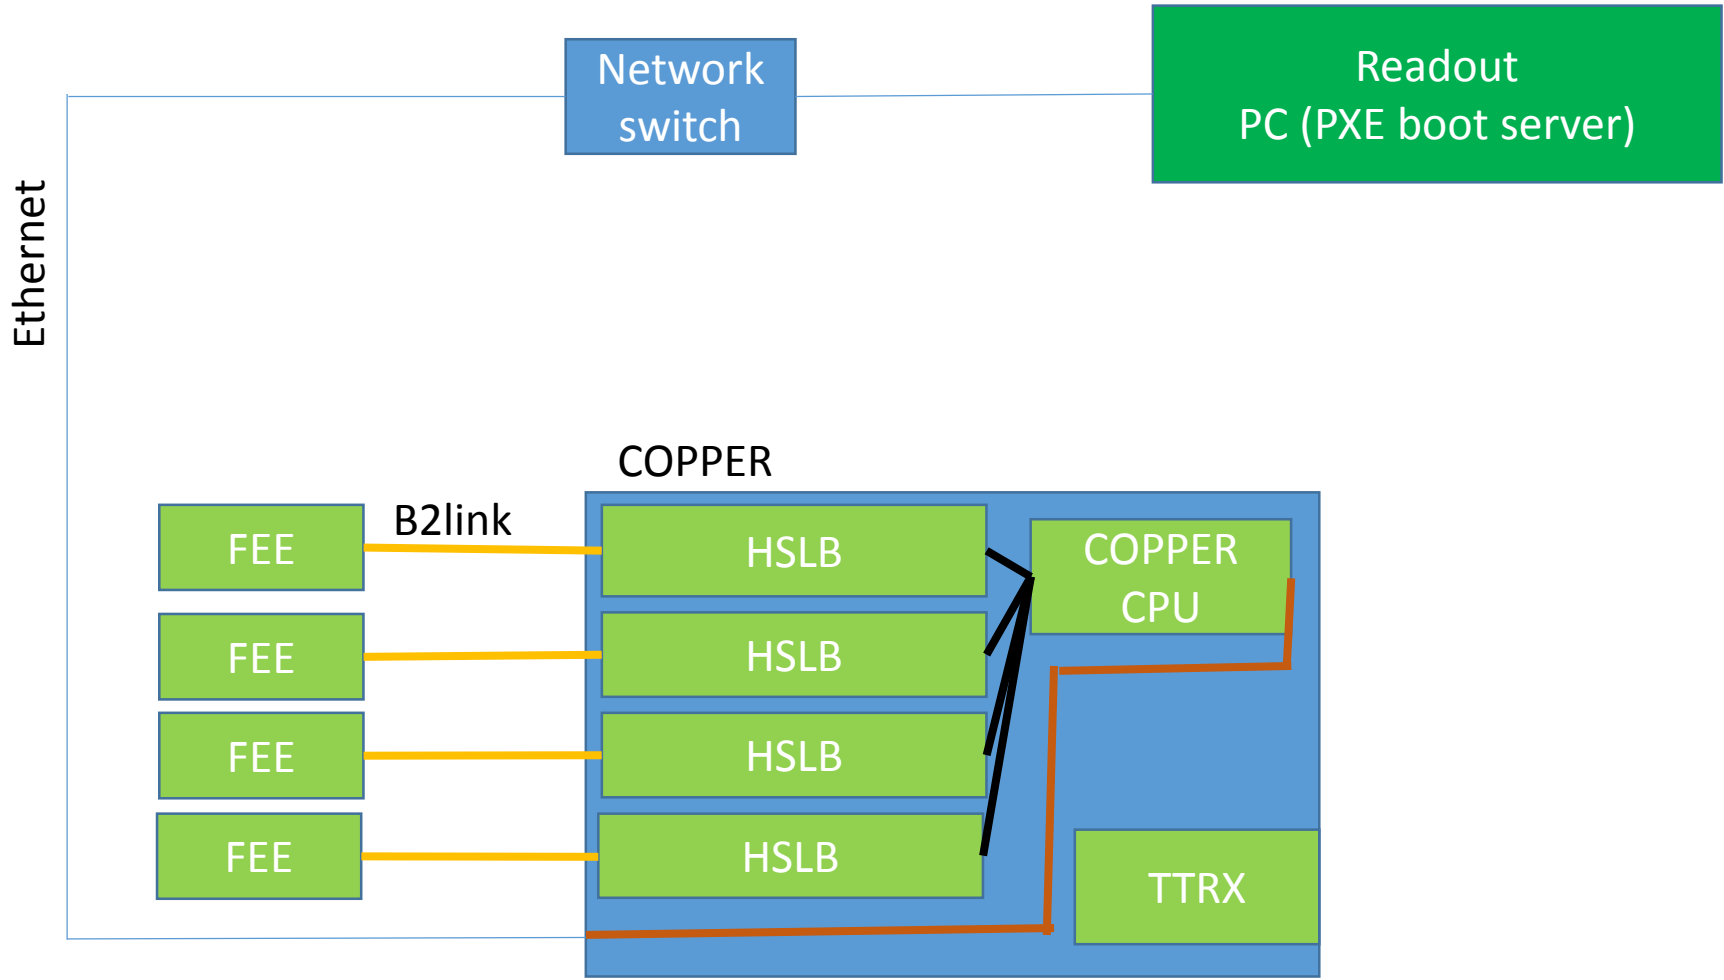 Network
switch
Readout
PC (PXE boot server)
Ethernet
COPPER
B2link
FEE
HSLB
COPPER
CPU
FEE
HSLB
FEE
HSLB
FEE
HSLB
TTRX